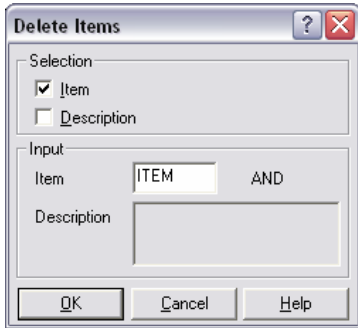 Delete Items
Selection
Item
Description
Input
Item ITEM AND
Description
OK Cancel Help